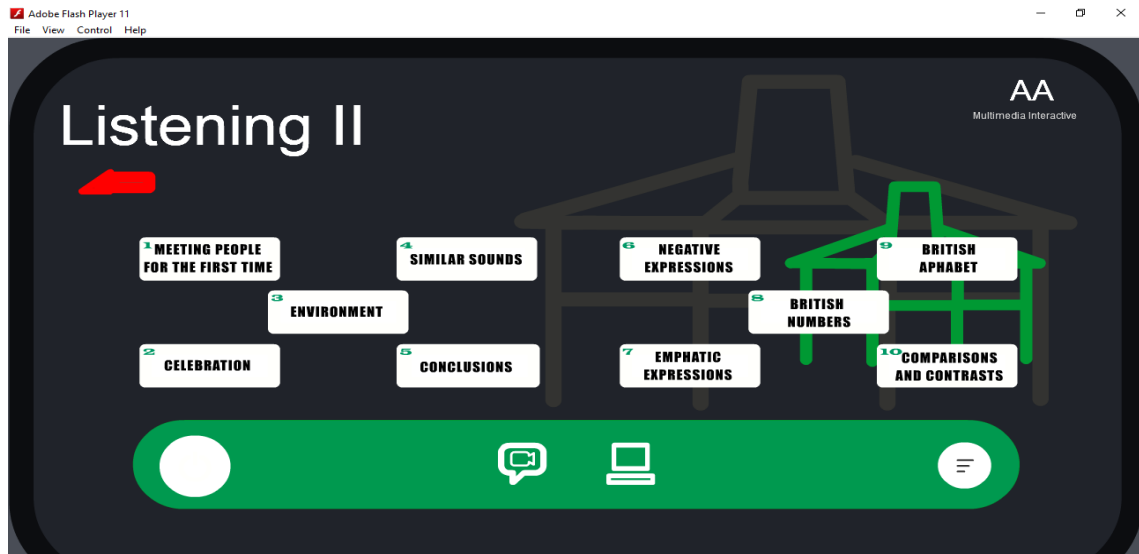 Adobe Flash Player 11
File View Control Help
AA
Multimedia Interactive
Listening II
1 MEETING PEOPLE
FOR THE FIRST TIME
2 CELEBRATION
3 ENVIRONMENT
4 SIMILAR SOUNDS
5 CONCLUSIONS
6 NEGATIVE
EXPRESSIONS
7 EMPHATIC
EXPRESSIONS
8 BRITISH
NUMBERS
9 BRITISH
APHABET
10 COMPARISONS
AND CONTRASTS